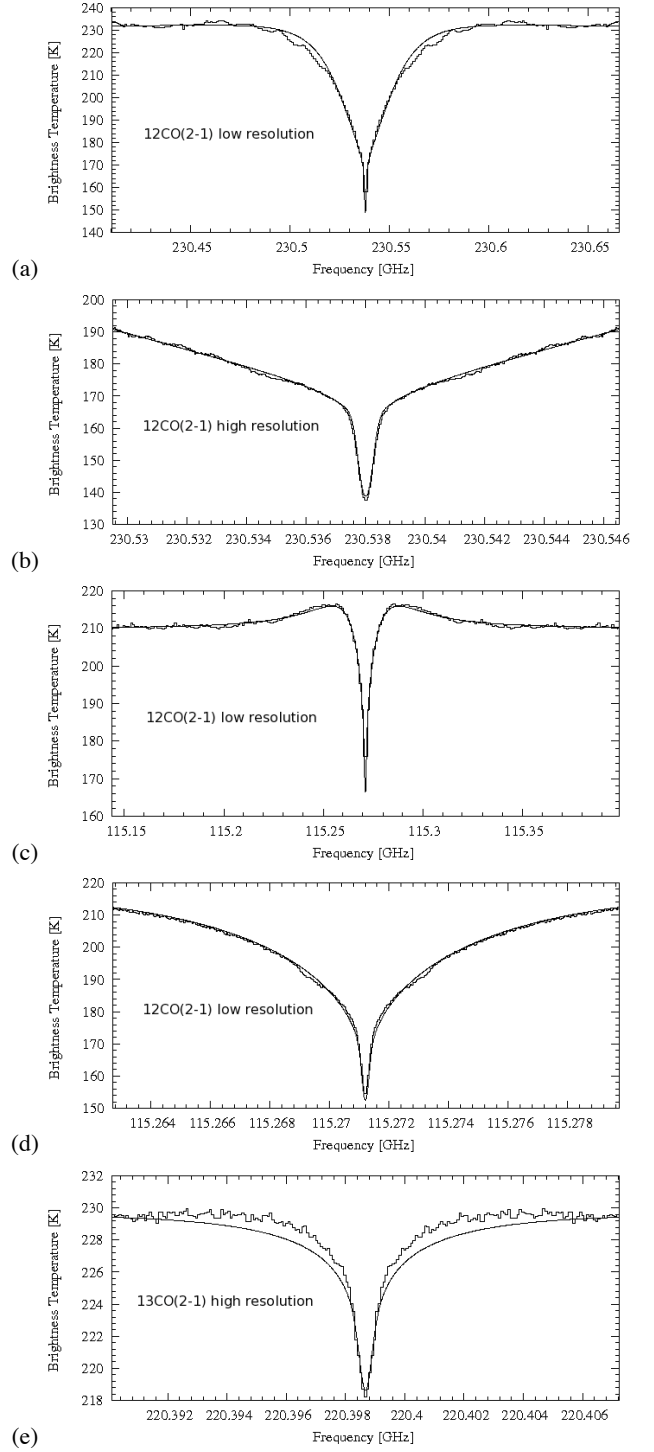 Brightness Temperature [K]
240
230
220
210
200
190
180
170
160
150
140
12CO(2-1) low resolution
230.45 230.5 230.55 230.6 230.65
Frequency [GHz]
(a)
Brightness Temperature [K]
200
190
180
170
160
150
140
130
12CO(2-1) high resolution
230.53 230.532 230.534 230.536 230.538 230.54 230.542 230.544 230.546
Frequency [GHz]
(b)
Brightness Temperature [K]
220
210
200
190
180
170
160
12CO(2-1) low resolution
115.15 115.2 115.25 115.3 115.35
Frequency [GHz]
(c)
Brightness Temperature [K]
220
210
200
190
180
170
160
150
12CO(2-1) low resolution
115.264 115.266 115.268 115.27 115.272 115.274 115.276 115.278
Frequency [GHz]
(d)
Brightness Temperature [K]
232
230
228
226
224
222
220
218
13CO(2-1) high resolution
220.392 220.394 220.396 220.398 220.4 220.402 220.404 220.406
Frequency [GHz]
(e)